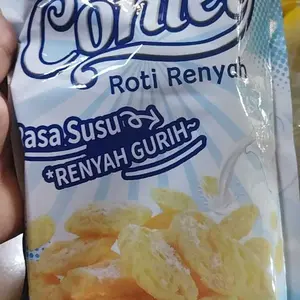 Roti Renyah
Rasa Susu
*RENYAH GURIH~